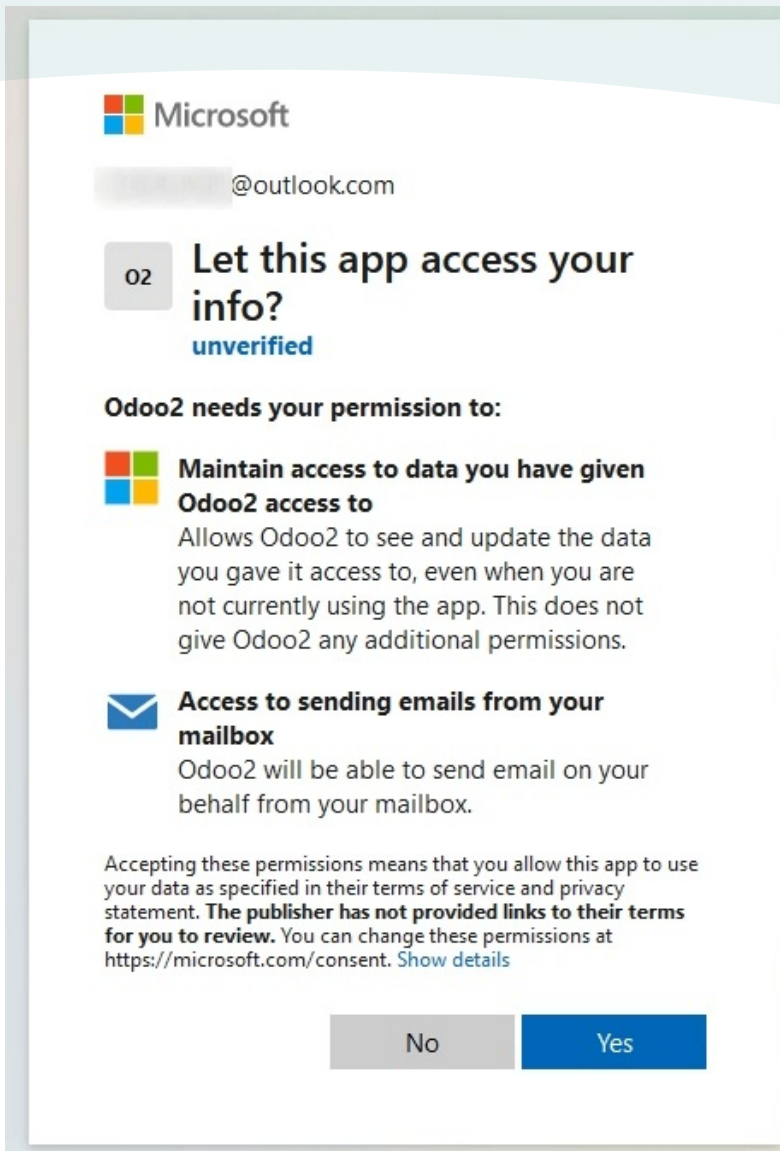 Microsoft
@outlook.com
O2
Let this app access your
info?
unverified
Odoo2 needs your permission to:
Maintain access to data you have given
Odoo2 access to
Allows Odoo2 to see and update the data
you gave it access to, even when you are
not currently using the app. This does not
give Odoo2 any additional permissions.
Access to sending emails from your
mailbox
Odoo2 will be able to send email on your
behalf from your mailbox.
Accepting these permissions means that you allow this app to use
your data as specified in their terms of service and privacy
statement. The publisher has not provided links to their terms
for you to review. You can change these permissions at
https://microsoft.com/consent. Show details
No
Yes